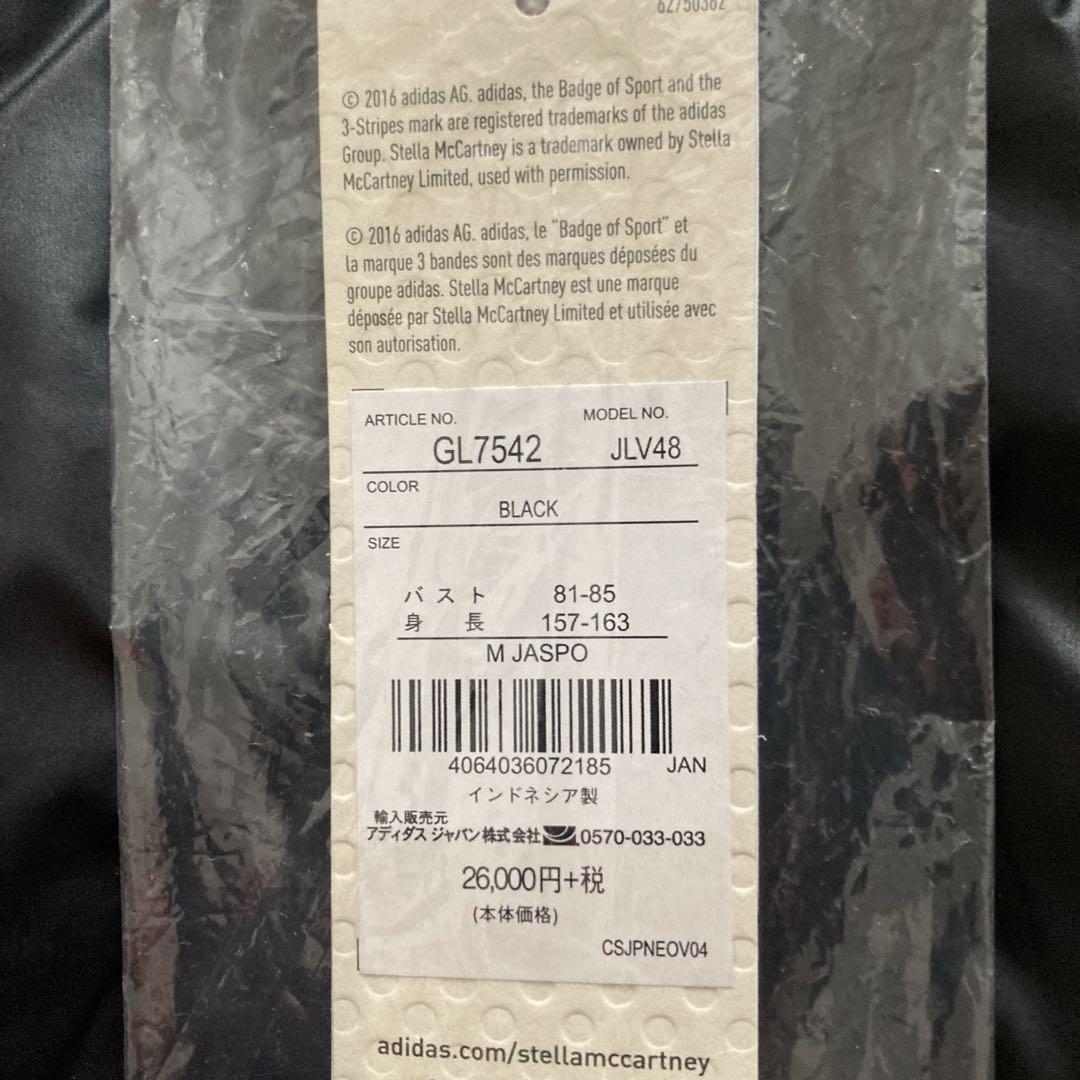 62750362
© 2016 adidas AG. adidas, the Badge of Sport and the
3-Stripes mark are registered trademarks of the adidas
Group. Stella McCartney is a trademark owned by Stella
McCartney Limited, used with permission.
© 2016 adidas AG. adidas, le "Badge of Sport" et
la marque 3 bandes sont des marques déposées du
groupe adidas. Stella McCartney est une marque
déposée par Stella McCartney Limited et utilisée avec
son autorisation.
ARTICLE NO. MODEL NO.
GL7542 JLV48
COLOR
BLACK
SIZE
バスト 81-85
身長 157-163
M JASPO
4064036072185 JAN
インドネシア製
輸入販売元
アディダス ジャパン株式会社 0570-033-033
26,000円+税
(本体価格)
CSJPNEOV04
adidas.com/stellamccartney